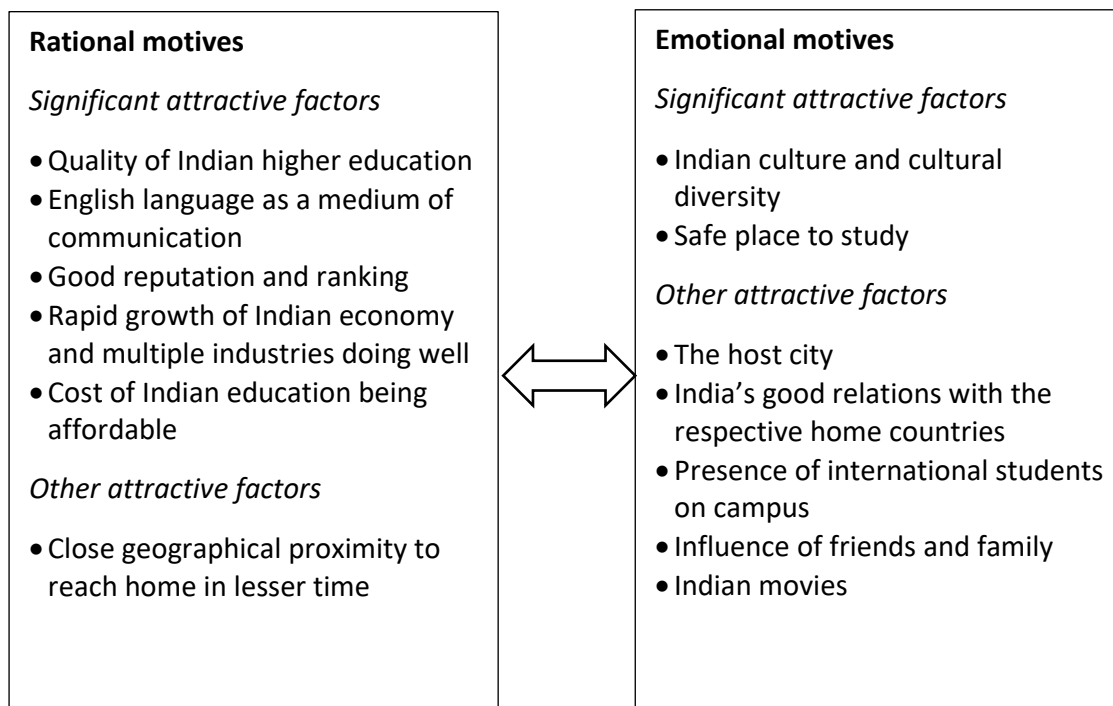 Rational motives
Significant attractive factors
• Quality of Indian higher education
• English language as a medium of
communication
• Good reputation and ranking
• Rapid growth of Indian economy
and multiple industries doing well
• Cost of Indian education being
affordable
Other attractive factors
• Close geographical proximity to
reach home in lesser time
Emotional motives
Significant attractive factors
• Indian culture and cultural
diversity
• Safe place to study
Other attractive factors
• The host city
• India’s good relations with the
respective home countries
• Presence of international students
on campus
• Influence of friends and family
• Indian movies